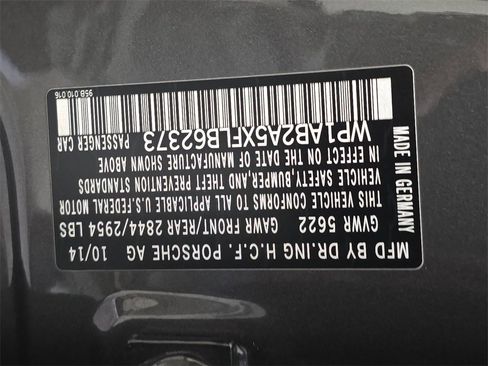 MFD BY DR.ING H.C.F. PORSCHE AG 10/14
GVWR 5622 GAWR FRONT/REAR 2844/2954 LBS
THIS VEHICLE CONFORMS TO ALL APPLICABLE U.S.FEDERAL MOTOR
VEHICLE SAFETY,BUMPER,AND THEFT PREVENTION STANDARDS
IN EFFECT ON THE DATE OF MANUFACTURE SHOWN ABOVE
WP1AB2A5XFLB62373 PASSENGER CAR
MADE IN GERMANY
95B.010.016